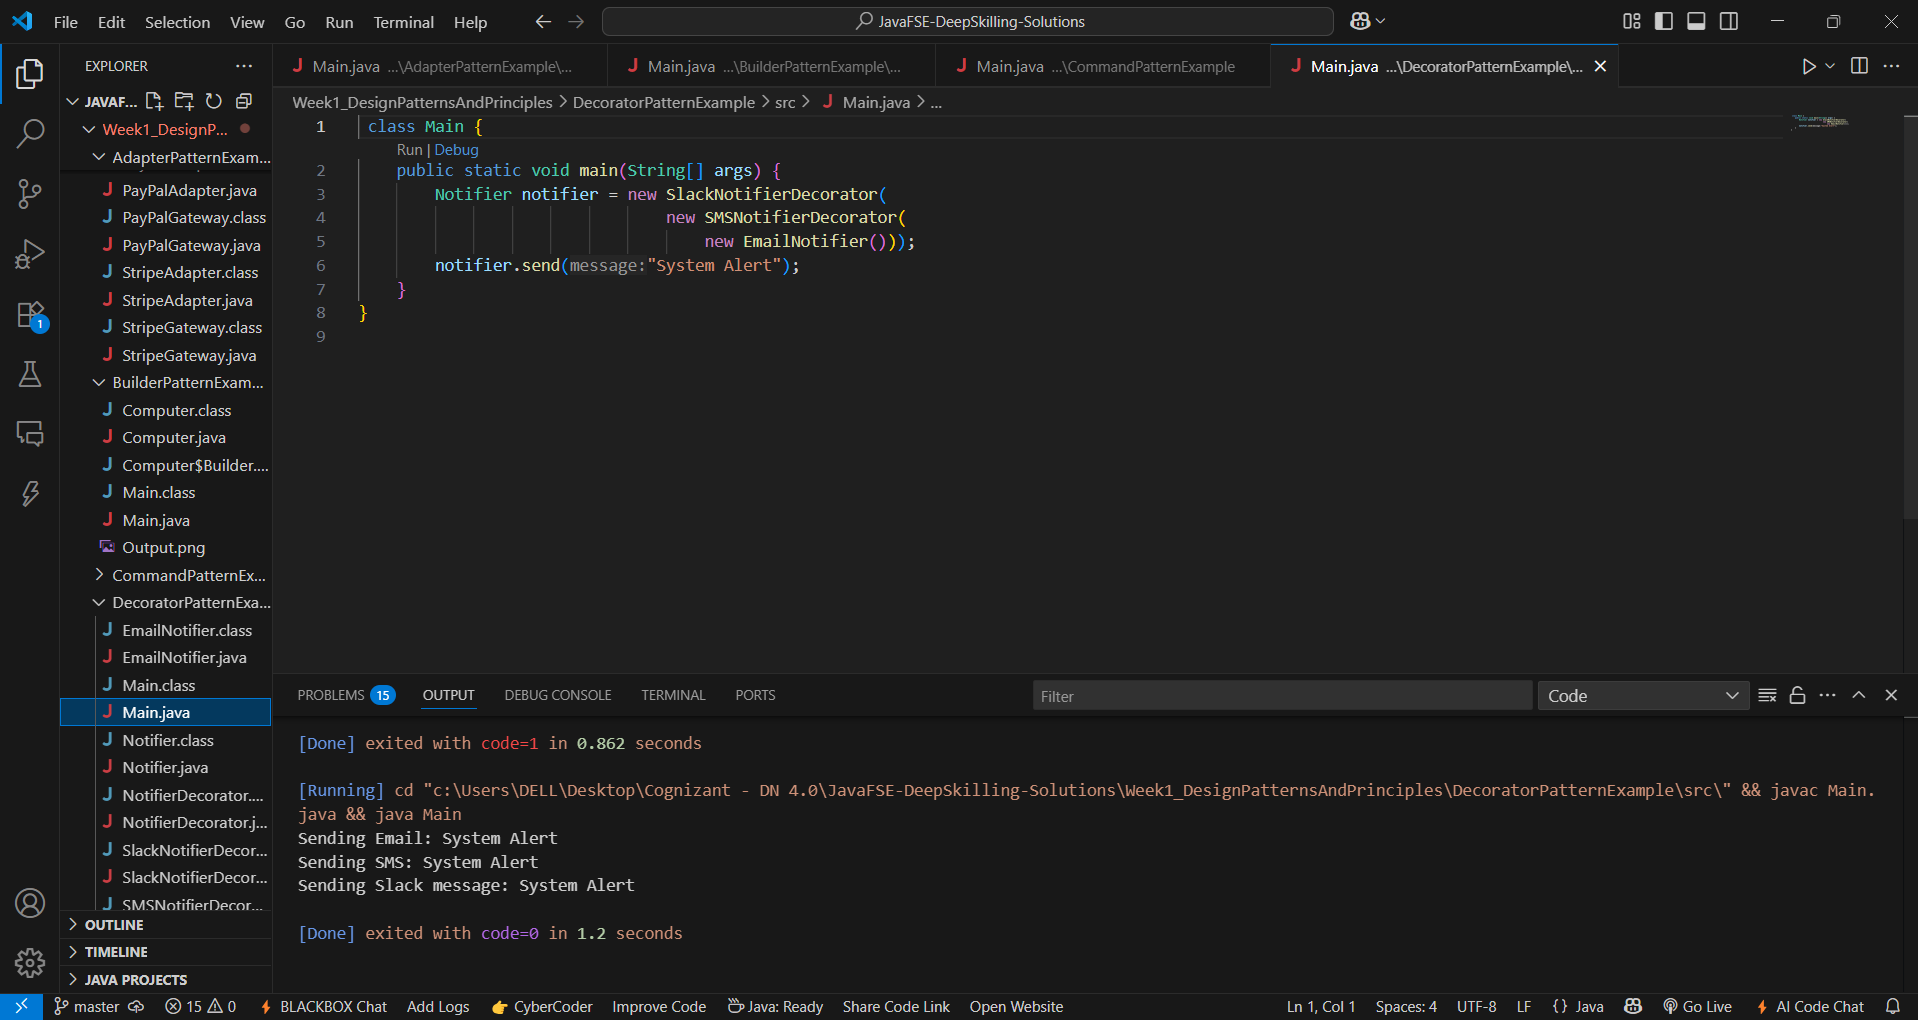 File Edit Selection View Go Run Terminal Help
JavaFSE-DeepSkilling-Solutions
EXPLORER
JAVAF...
Week1_DesignP...
AdapterPatternExam...
PayPalAdapter.java
PayPalGateway.class
PayPalGateway.java
StripeAdapter.class
StripeAdapter.java
StripeGateway.class
StripeGateway.java
BuilderPatternExam...
Computer.class
Computer.java
Computer$Builder....
Main.class
Main.java
Output.png
CommandPatternEx...
DecoratorPatternExa...
EmailNotifier.class
EmailNotifier.java
Main.class
Main.java
Notifier.class
Notifier.java
NotifierDecorator....
NotifierDecorator.j...
SlackNotifierDecor...
SlackNotifierDecor...
SMSNotifierDecor...
OUTLINE
TIMELINE
JAVA PROJECTS
1
Main.java ...\AdapterPatternExample\...
Main.java ...\BuilderPatternExample\...
Main.java ...\CommandPatternExample
Main.java ...\DecoratorPatternExample\...
Week1_DesignPatternsAndPrinciples > DecoratorPatternExample > src > Main.java > ...
1 class Main {
Run | Debug
2 public static void main(String[] args) {
3 Notifier notifier = new SlackNotifierDecorator(
4 new SMSNotifierDecorator(
5 new EmailNotifier()));
6 notifier.send(message:"System Alert");
7 }
8 }
9
PROBLEMS 15 OUTPUT DEBUG CONSOLE TERMINAL PORTS
Filter
Code
[Done] exited with code=1 in 0.862 seconds
[Running] cd "c:\Users\DELL\Desktop\Cognizant - DN 4.0\JavaFSE-DeepSkilling-Solutions\Week1_DesignPatternsAndPrinciples\DecoratorPatternExample\src\" && javac Main.
java && java Main
Sending Email: System Alert
Sending SMS: System Alert
Sending Slack message: System Alert
[Done] exited with code=0 in 1.2 seconds
master 15 0 BLACKBOX Chat Add Logs CyberCoder Improve Code Java: Ready Share Code Link Open Website
Ln 1, Col 1 Spaces: 4 UTF-8 LF {} Java Go Live AI Code Chat